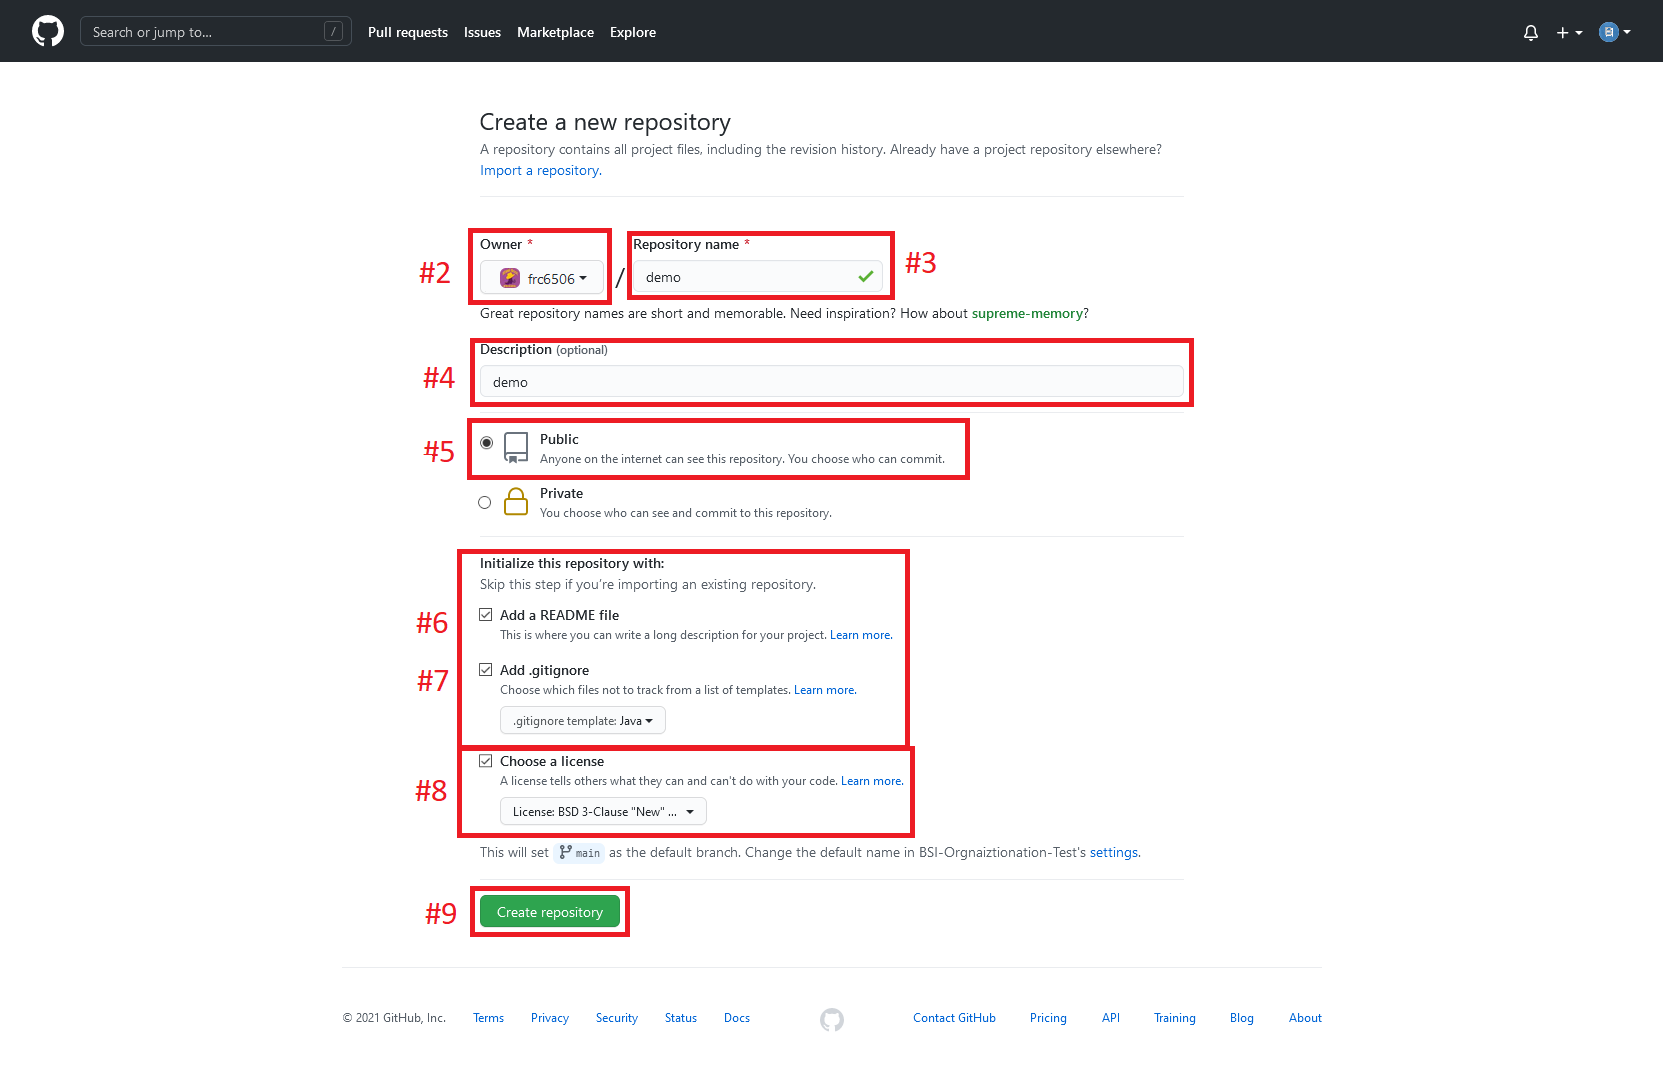 Search or jump to... /
Pull requests Issues Marketplace Explore
Create a new repository
A repository contains all project files, including the revision history. Already have a project repository elsewhere?
Import a repository.
Owner * Repository name *
#2 frc6506 / demo #3
Great repository names are short and memorable. Need inspiration? How about supreme-memory?
Description (optional)
#4 demo
#5 Public
Anyone on the internet can see this repository. You choose who can commit.
Private
You choose who can see and commit to this repository.
Initialize this repository with:
Skip this step if you're importing an existing repository.
#6 Add a README file
This is where you can write a long description for your project. Learn more.
#7 Add .gitignore
Choose which files not to track from a list of templates. Learn more.
.gitignore template: Java
Choose a license
#8 A license tells others what they can and can't do with your code. Learn more.
License: BSD 3-Clause "New" ...
This will set main as the default branch. Change the default name in BSI-Orgnaiztionation-Test's settings.
#9 Create repository
© 2021 GitHub, Inc. Terms Privacy Security Status Docs Contact GitHub Pricing API Training Blog About